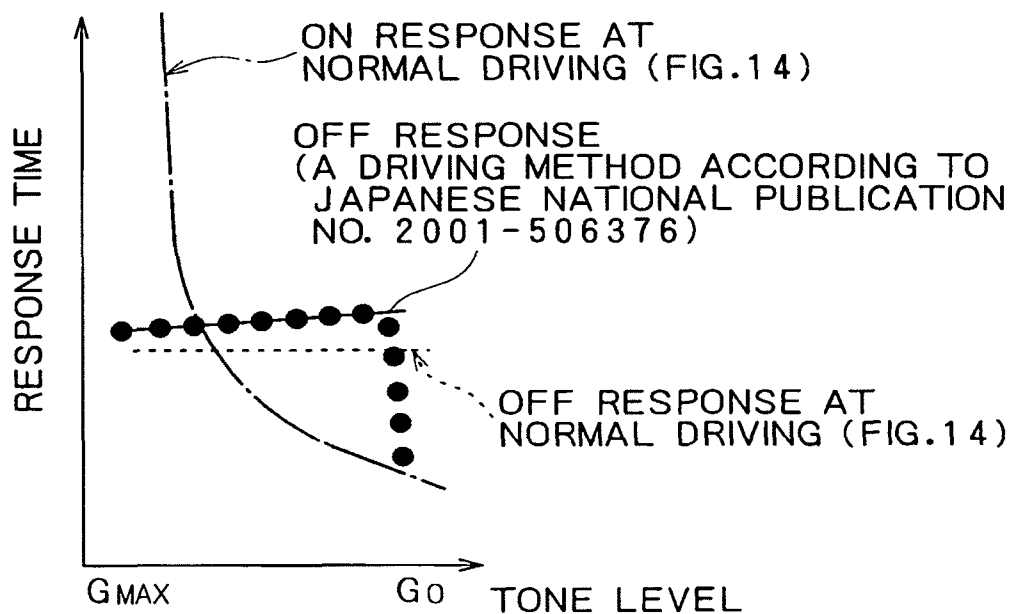 ON RESPONSE AT
NORMAL DRIVING (FIG.14)
OFF RESPONSE
(A DRIVING METHOD ACCORDING TO
JAPANESE NATIONAL PUBLICATION
NO. 2001-506376)
RESPONSE TIME
OFF RESPONSE AT
NORMAL DRIVING (FIG.14)
GMAX
G0
TONE LEVEL